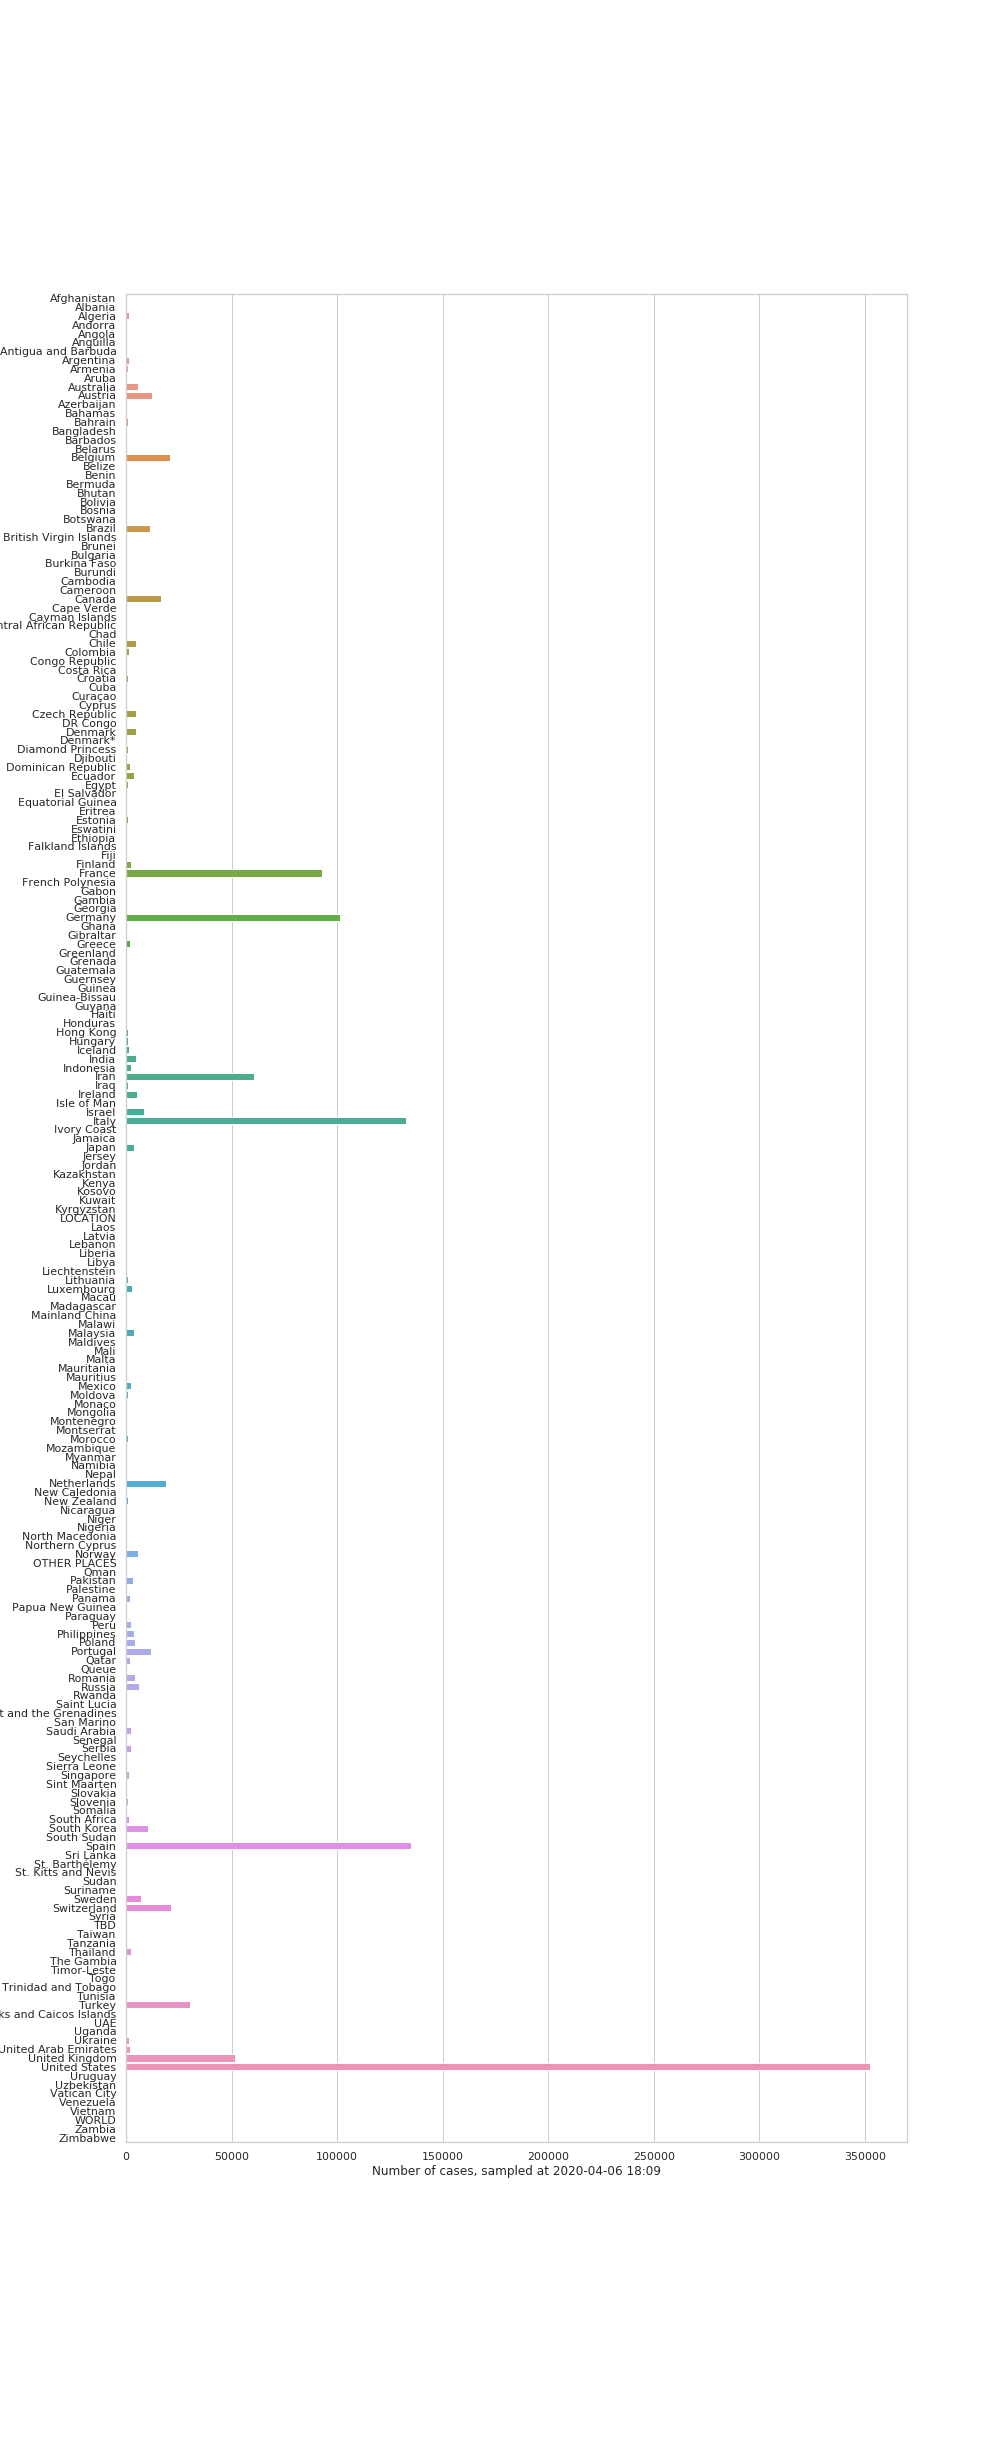 Afghanistan
Albania
Algeria
Andorra
Angola
Anguilla
Antigua and Barbuda
Argentina
Armenia
Aruba
Australia
Austria
Azerbaijan
Bahamas
Bahrain
Bangladesh
Barbados
Belarus
Belgium
Belize
Benin
Bermuda
Bhutan
Bolivia
Bosnia
Botswana
Brazil
British Virgin Islands
Brunei
Bulgaria
Burkina Faso
Burundi
Cambodia
Cameroon
Canada
Cape Verde
Cayman Islands
ntral African Republic
Chad
Chile
Colombia
Congo Republic
Costa Rica
Croatia
Cuba
Curaçao
Cyprus
Czech Republic
DR Congo
Denmark
Denmark*
Diamond Princess
Djibouti
Dominican Republic
Ecuador
Egypt
El Salvador
Equatorial Guinea
Eritrea
Estonia
Eswatini
Ethiopia
Falkland Islands
Fiji
Finland
France
French Polynesia
Gabon
Gambia
Georgia
Germany
Ghana
Gibraltar
Greece
Greenland
Grenada
Guatemala
Guernsey
Guinea
Guinea-Bissau
Guyana
Haiti
Honduras
Hong Kong
Hungary
Iceland
India
Indonesia
Iran
Iraq
Ireland
Isle of Man
Israel
Italy
Ivory Coast
Jamaica
Japan
Jersey
Jordan
Kazakhstan
Kenya
Kosovo
Kuwait
Kyrgyzstan
LOCATION
Laos
Latvia
Lebanon
Liberia
Libya
Liechtenstein
Lithuania
Luxembourg
Macau
Madagascar
Mainland China
Malawi
Malaysia
Maldives
Mali
Malta
Mauritania
Mauritius
Mexico
Moldova
Monaco
Mongolia
Montenegro
Montserrat
Morocco
Mozambique
Myanmar
Namibia
Nepal
Netherlands
New Caledonia
New Zealand
Nicaragua
Niger
Nigeria
North Macedonia
Northern Cyprus
Norway
OTHER PLACES
Oman
Pakistan
Palestine
Panama
Papua New Guinea
Paraguay
Peru
Philippines
Poland
Portugal
Qatar
Queue
Romania
Russia
Rwanda
Saint Lucia
t and the Grenadines
San Marino
Saudi Arabia
Senegal
Serbia
Seychelles
Sierra Leone
Singapore
Sint Maarten
Slovakia
Slovenia
Somalia
South Africa
South Korea
South Sudan
Spain
Sri Lanka
St. Barthélemy
St. Kitts and Nevis
Sudan
Suriname
Sweden
Switzerland
Syria
TBD
Taiwan
Tanzania
Thailand
The Gambia
Timor-Leste
Togo
Trinidad and Tobago
Tunisia
Turkey
ks and Caicos Islands
UAE
Uganda
Ukraine
United Arab Emirates
United Kingdom
United States
Uruguay
Uzbekistan
Vatican City
Venezuela
Vietnam
WORLD
Zambia
Zimbabwe
0 50000 100000 150000 200000 250000 300000 350000
Number of cases, sampled at 2020-04-06 18:09